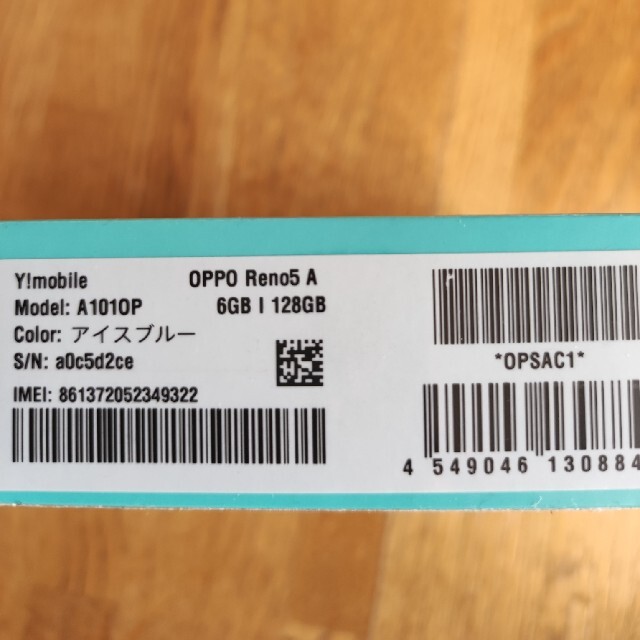 Y!mobile OPPO Reno5 A
Model: A101OP 6GB | 128GB
Color: アイスブルー
S/N: a0c5d2ce
IMEI: 861372052349322
*OPSAC1*
4 549046 130884